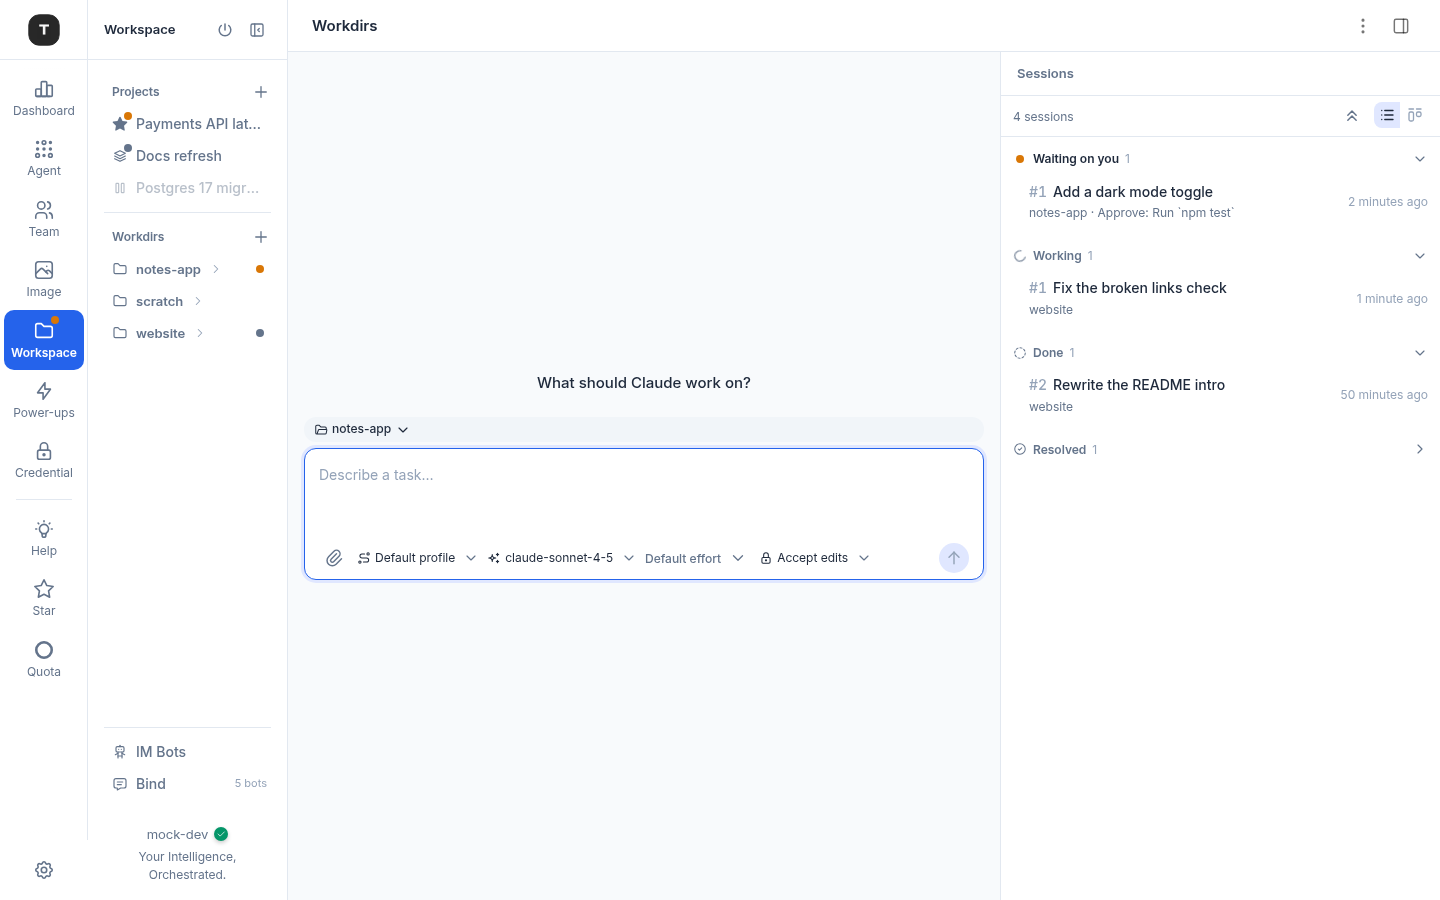 T
Workspace
Dashboard
Agent
Team
Image
Workspace
Power-ups
Credential
Help
Star
Quota
Projects
Payments API lat...
Docs refresh
Postgres 17 migr...
Workdirs
notes-app
scratch
website
IM Bots
Bind
5 bots
mock-dev
Your Intelligence,
Orchestrated.
Workdirs
What should Claude work on?
notes-app
Describe a task...
Default profile
claude-sonnet-4-5
Default effort
Accept edits
Sessions
4 sessions
Waiting on you 1
#1 Add a dark mode toggle
2 minutes ago
notes-app · Approve: Run `npm test`
Working 1
#1 Fix the broken links check
1 minute ago
website
Done 1
#2 Rewrite the README intro
50 minutes ago
website
Resolved 1